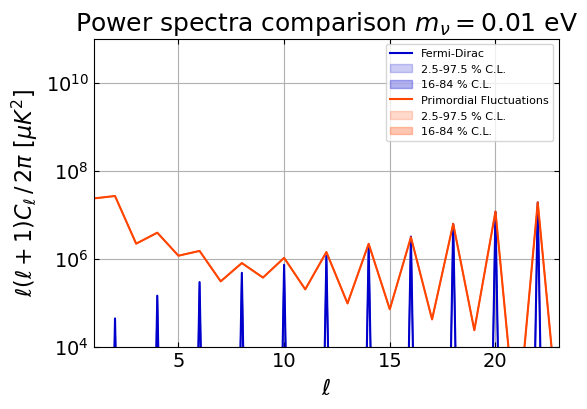 Power spectra comparison $m_\nu = 0.01$ eV
Fermi-Dirac
2.5-97.5 % C.L.
16-84 % C.L.
Primordial Fluctuations
2.5-97.5 % C.L.
16-84 % C.L.
$\ell(\ell+1)C_\ell\,/\,2\pi\ [\mu K^2]$
$10^{10}$
$10^8$
$10^6$
$10^4$
5 10 15 20
$\ell$